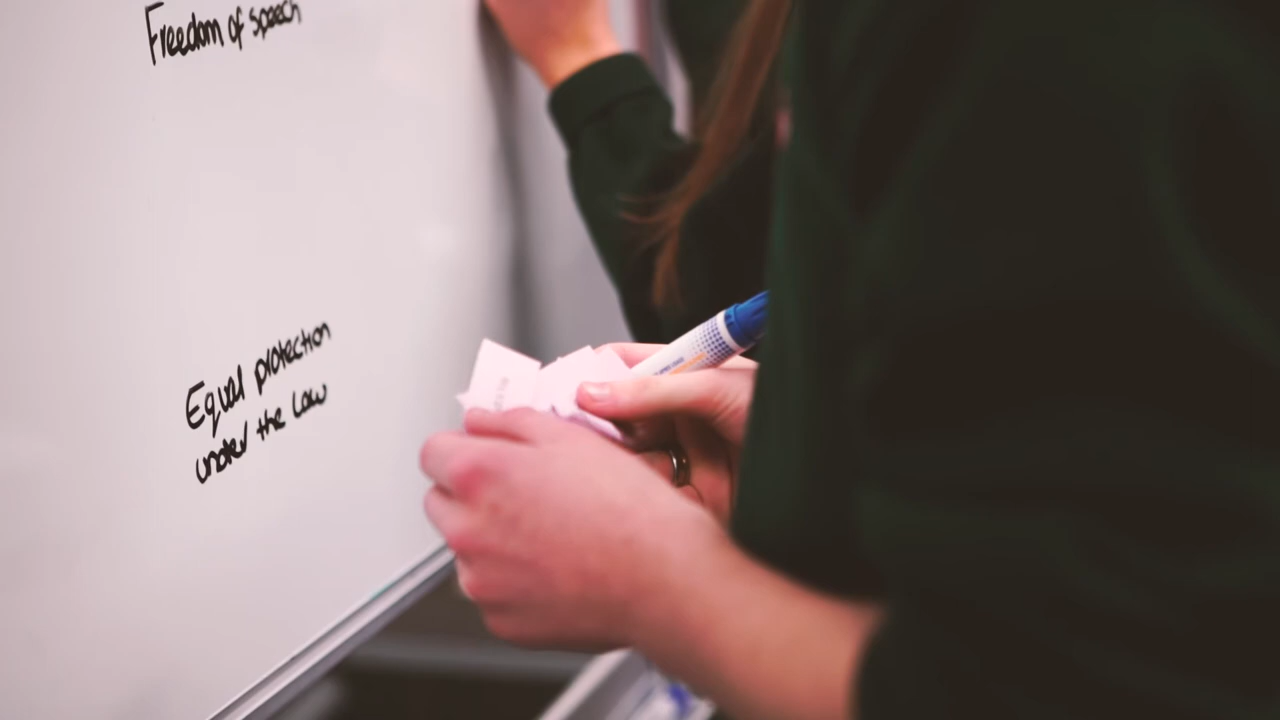 Freedom of speech
Equal protection
under the Law